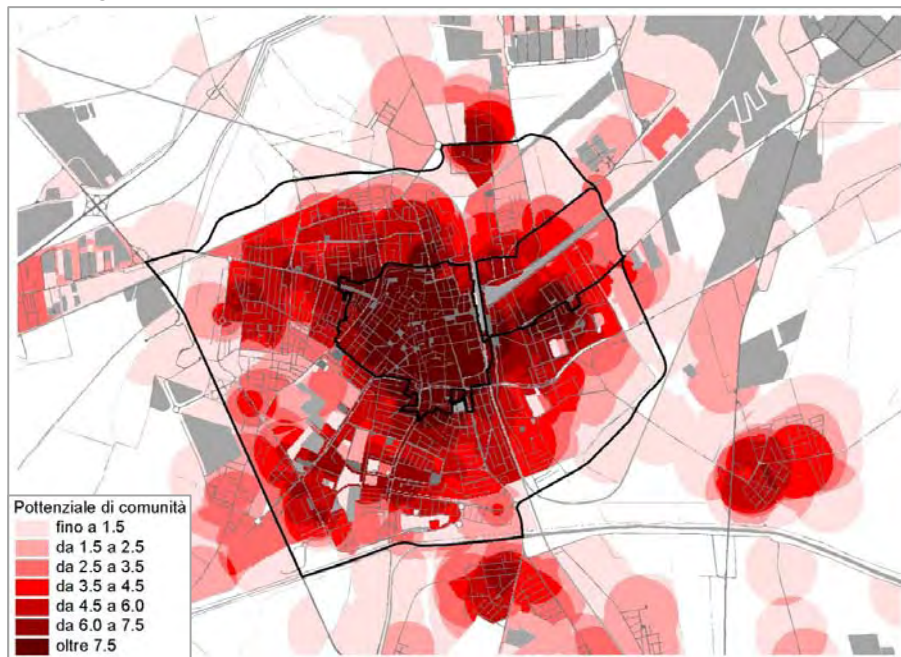 Pottenziale di comunità
fino a 1.5
da 1.5 a 2.5
da 2.5 a 3.5
da 3.5 a 4.5
da 4.5 a 6.0
da 6.0 a 7.5
oltre 7.5